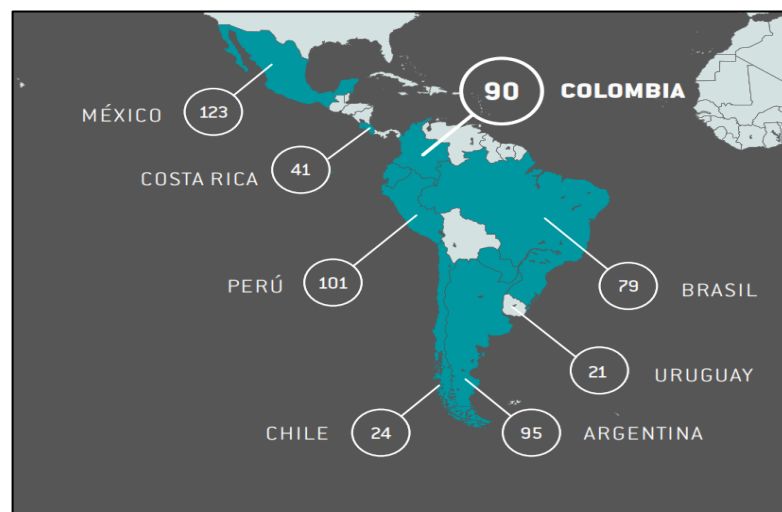 90 COLOMBIA
MÉXICO 123
COSTA RICA 41
PERÚ 101
79 BRASIL
21 URUGUAY
CHILE 24
95 ARGENTINA